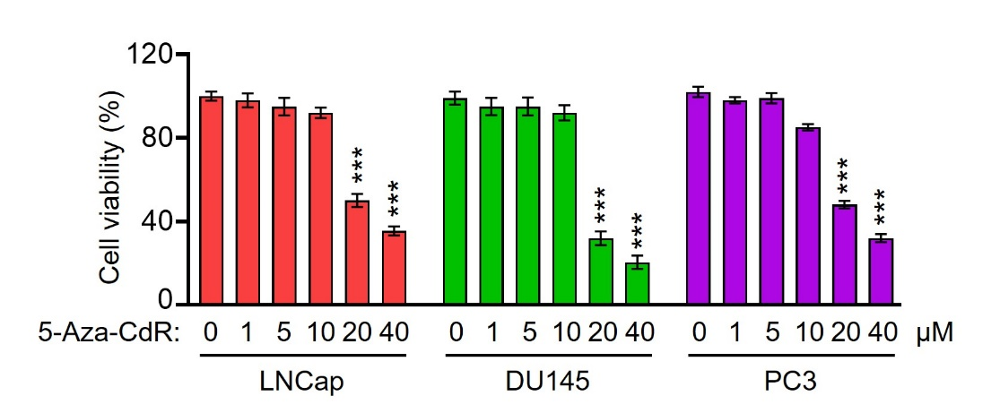 120
80
40
0
Cell viability (%)
*** *** *** *** *** ***
5-Aza-CdR: 0 1 5 10 20 40 0 1 5 10 20 40 0 1 5 10 20 40 µM
LNCap DU145 PC3